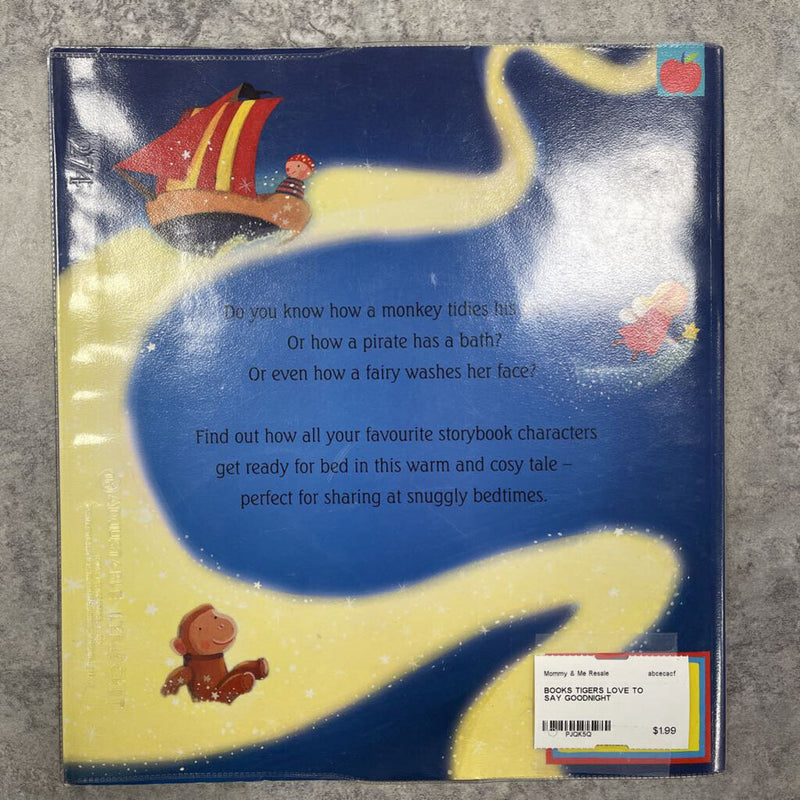 Do you know how a monkey tidies his
Or how a pirate has a bath?
Or even how a fairy washes her face?
Find out how all your favourite storybook characters
get ready for bed in this warm and cosy tale –
perfect for sharing at snuggly bedtimes.
Mommy & Me Resale abcecacf
BOOKS TIGERS LOVE TO
SAY GOODNIGHT
PJQK5Q $1.99